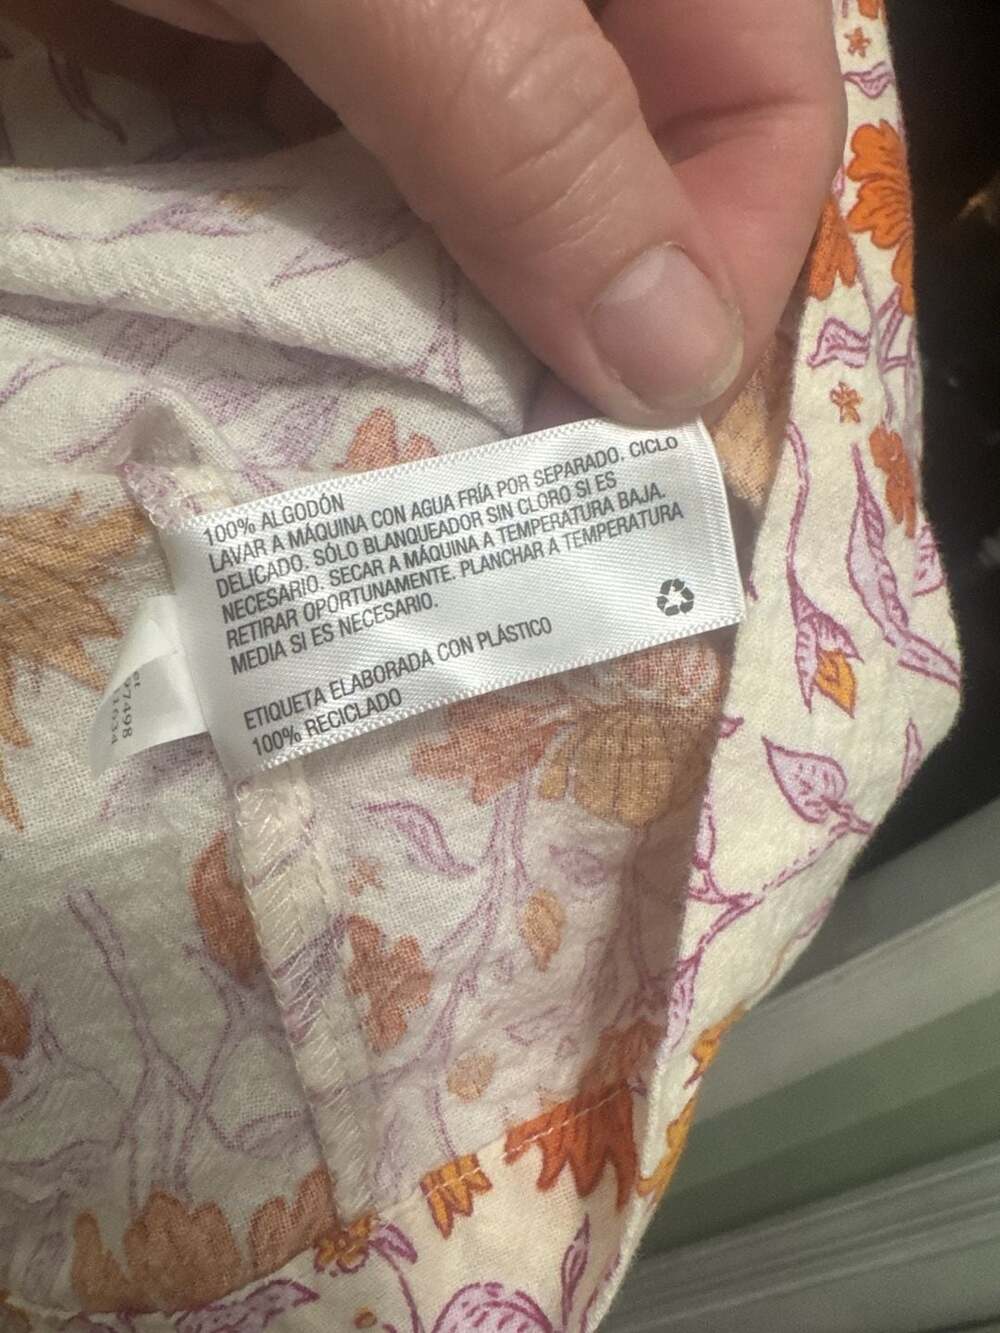 100% ALGODÓN
LAVAR A MÁQUINA CON AGUA FRÍA POR SEPARADO. CICLO
DELICADO. SÓLO BLANQUEADOR SIN CLORO SI ES
NECESARIO. SECAR A MÁQUINA A TEMPERATURA BAJA.
RETIRAR OPORTUNAMENTE. PLANCHAR A TEMPERATURA
MEDIA SI ES NECESARIO.
ETIQUETA ELABORADA CON PLÁSTICO
100% RECICLADO